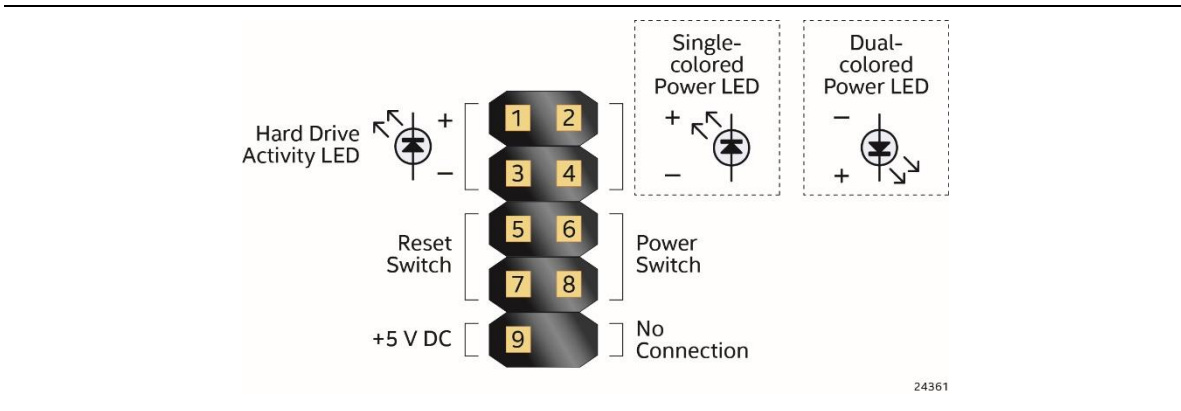 Single-
colored
Power LED
Dual-
colored
Power LED
Hard Drive
Activity LED
+
−
1 2
3 4
+
−
−
+
Reset
Switch
5 6
7 8
Power
Switch
+5 V DC
9
No
Connection
24361